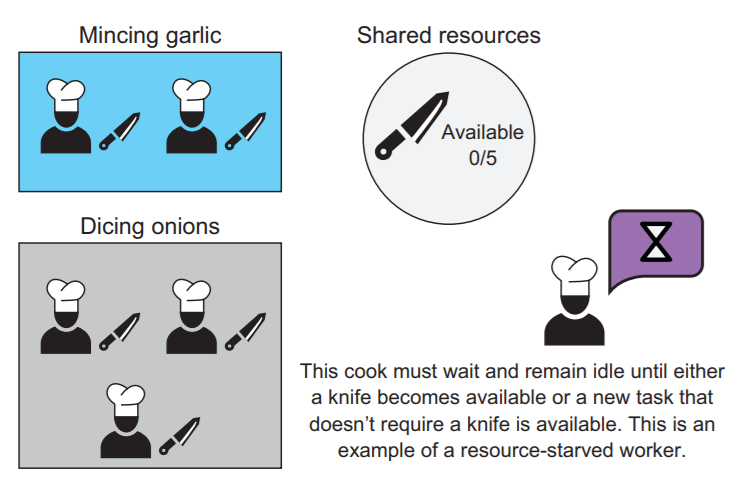 Mincing garlic
Shared resources
Available
0/5
Dicing onions
This cook must wait and remain idle until either
a knife becomes available or a new task that
doesn’t require a knife is available. This is an
example of a resource-starved worker.